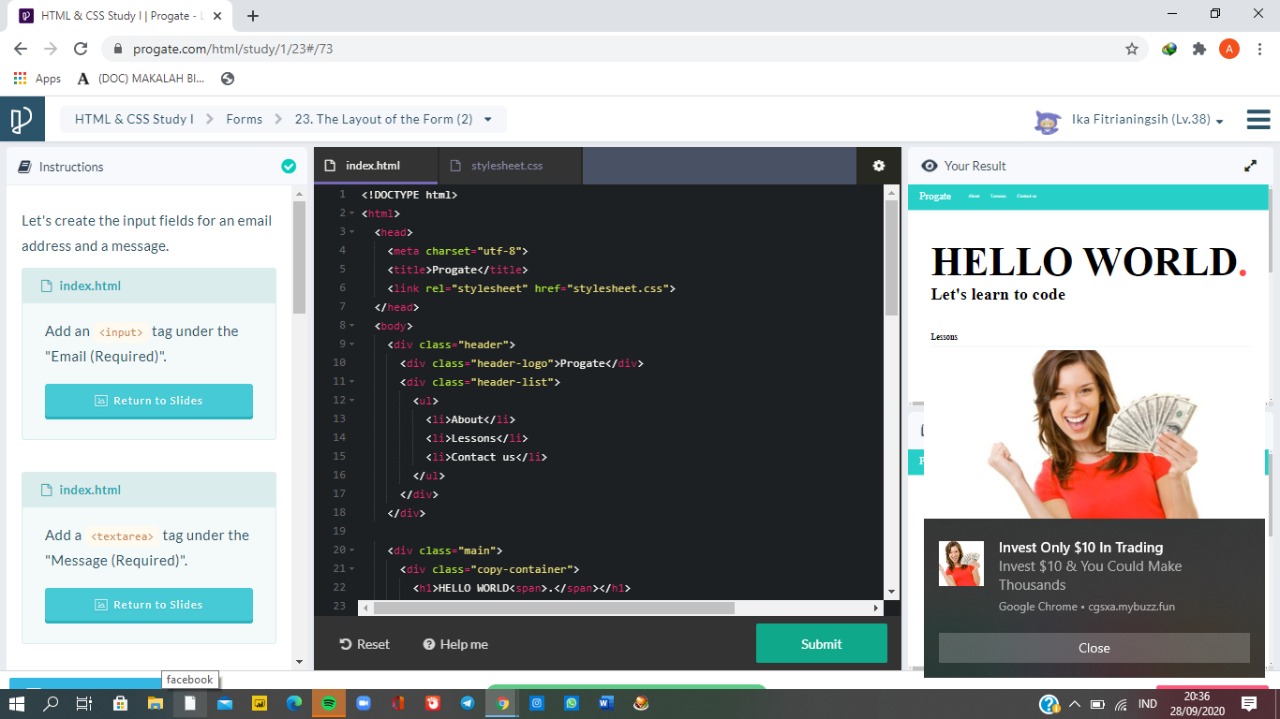 HTML & CSS Study I | Progate - L
progate.com/html/study/1/23#/73
A
Apps
A (DOC) MAKALAH BI...
HTML & CSS Study I
Forms
23. The Layout of the Form (2)
Ika Fitrianingsih (Lv.38)
Instructions
Let's create the input fields for an email
address and a message.
index.html
Add an <input> tag under the
"Email (Required)".
Return to Slides
index.html
Add a <textarea> tag under the
"Message (Required)".
Return to Slides
facebook
index.html
stylesheet.css
1 <!DOCTYPE html>
2 <html>
3 <head>
4 <meta charset="utf-8">
5 <title>Progate</title>
6 <link rel="stylesheet" href="stylesheet.css">
7 </head>
8 <body>
9 <div class="header">
10 <div class="header-logo">Progate</div>
11 <div class="header-list">
12 <ul>
13 <li>About</li>
14 <li>Lessons</li>
15 <li>Contact us</li>
16 </ul>
17 </div>
18 </div>
19
20 <div class="main">
21 <div class="copy-container">
22 <h1>HELLO WORLD<span>.</span></h1>
23
Reset
Help me
Submit
Your Result
Progate
About
Lessons
Contact us
HELLO WORLD.
Let's learn to code
Lessons
Invest Only $10 In Trading
Invest $10 & You Could Make
Thousands
Google Chrome • cgsxa.mybuzz.fun
Close
IND
20:36
28/09/2020